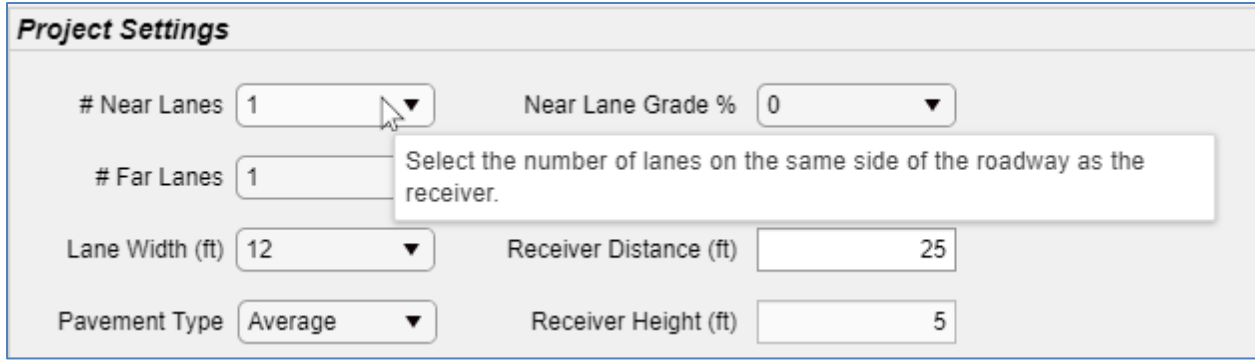 Project Settings
# Near Lanes 1 Near Lane Grade % 0
Select the number of lanes on the same side of the roadway as the
receiver.
# Far Lanes 1
Lane Width (ft) 12 Receiver Distance (ft) 25
Pavement Type Average Receiver Height (ft) 5